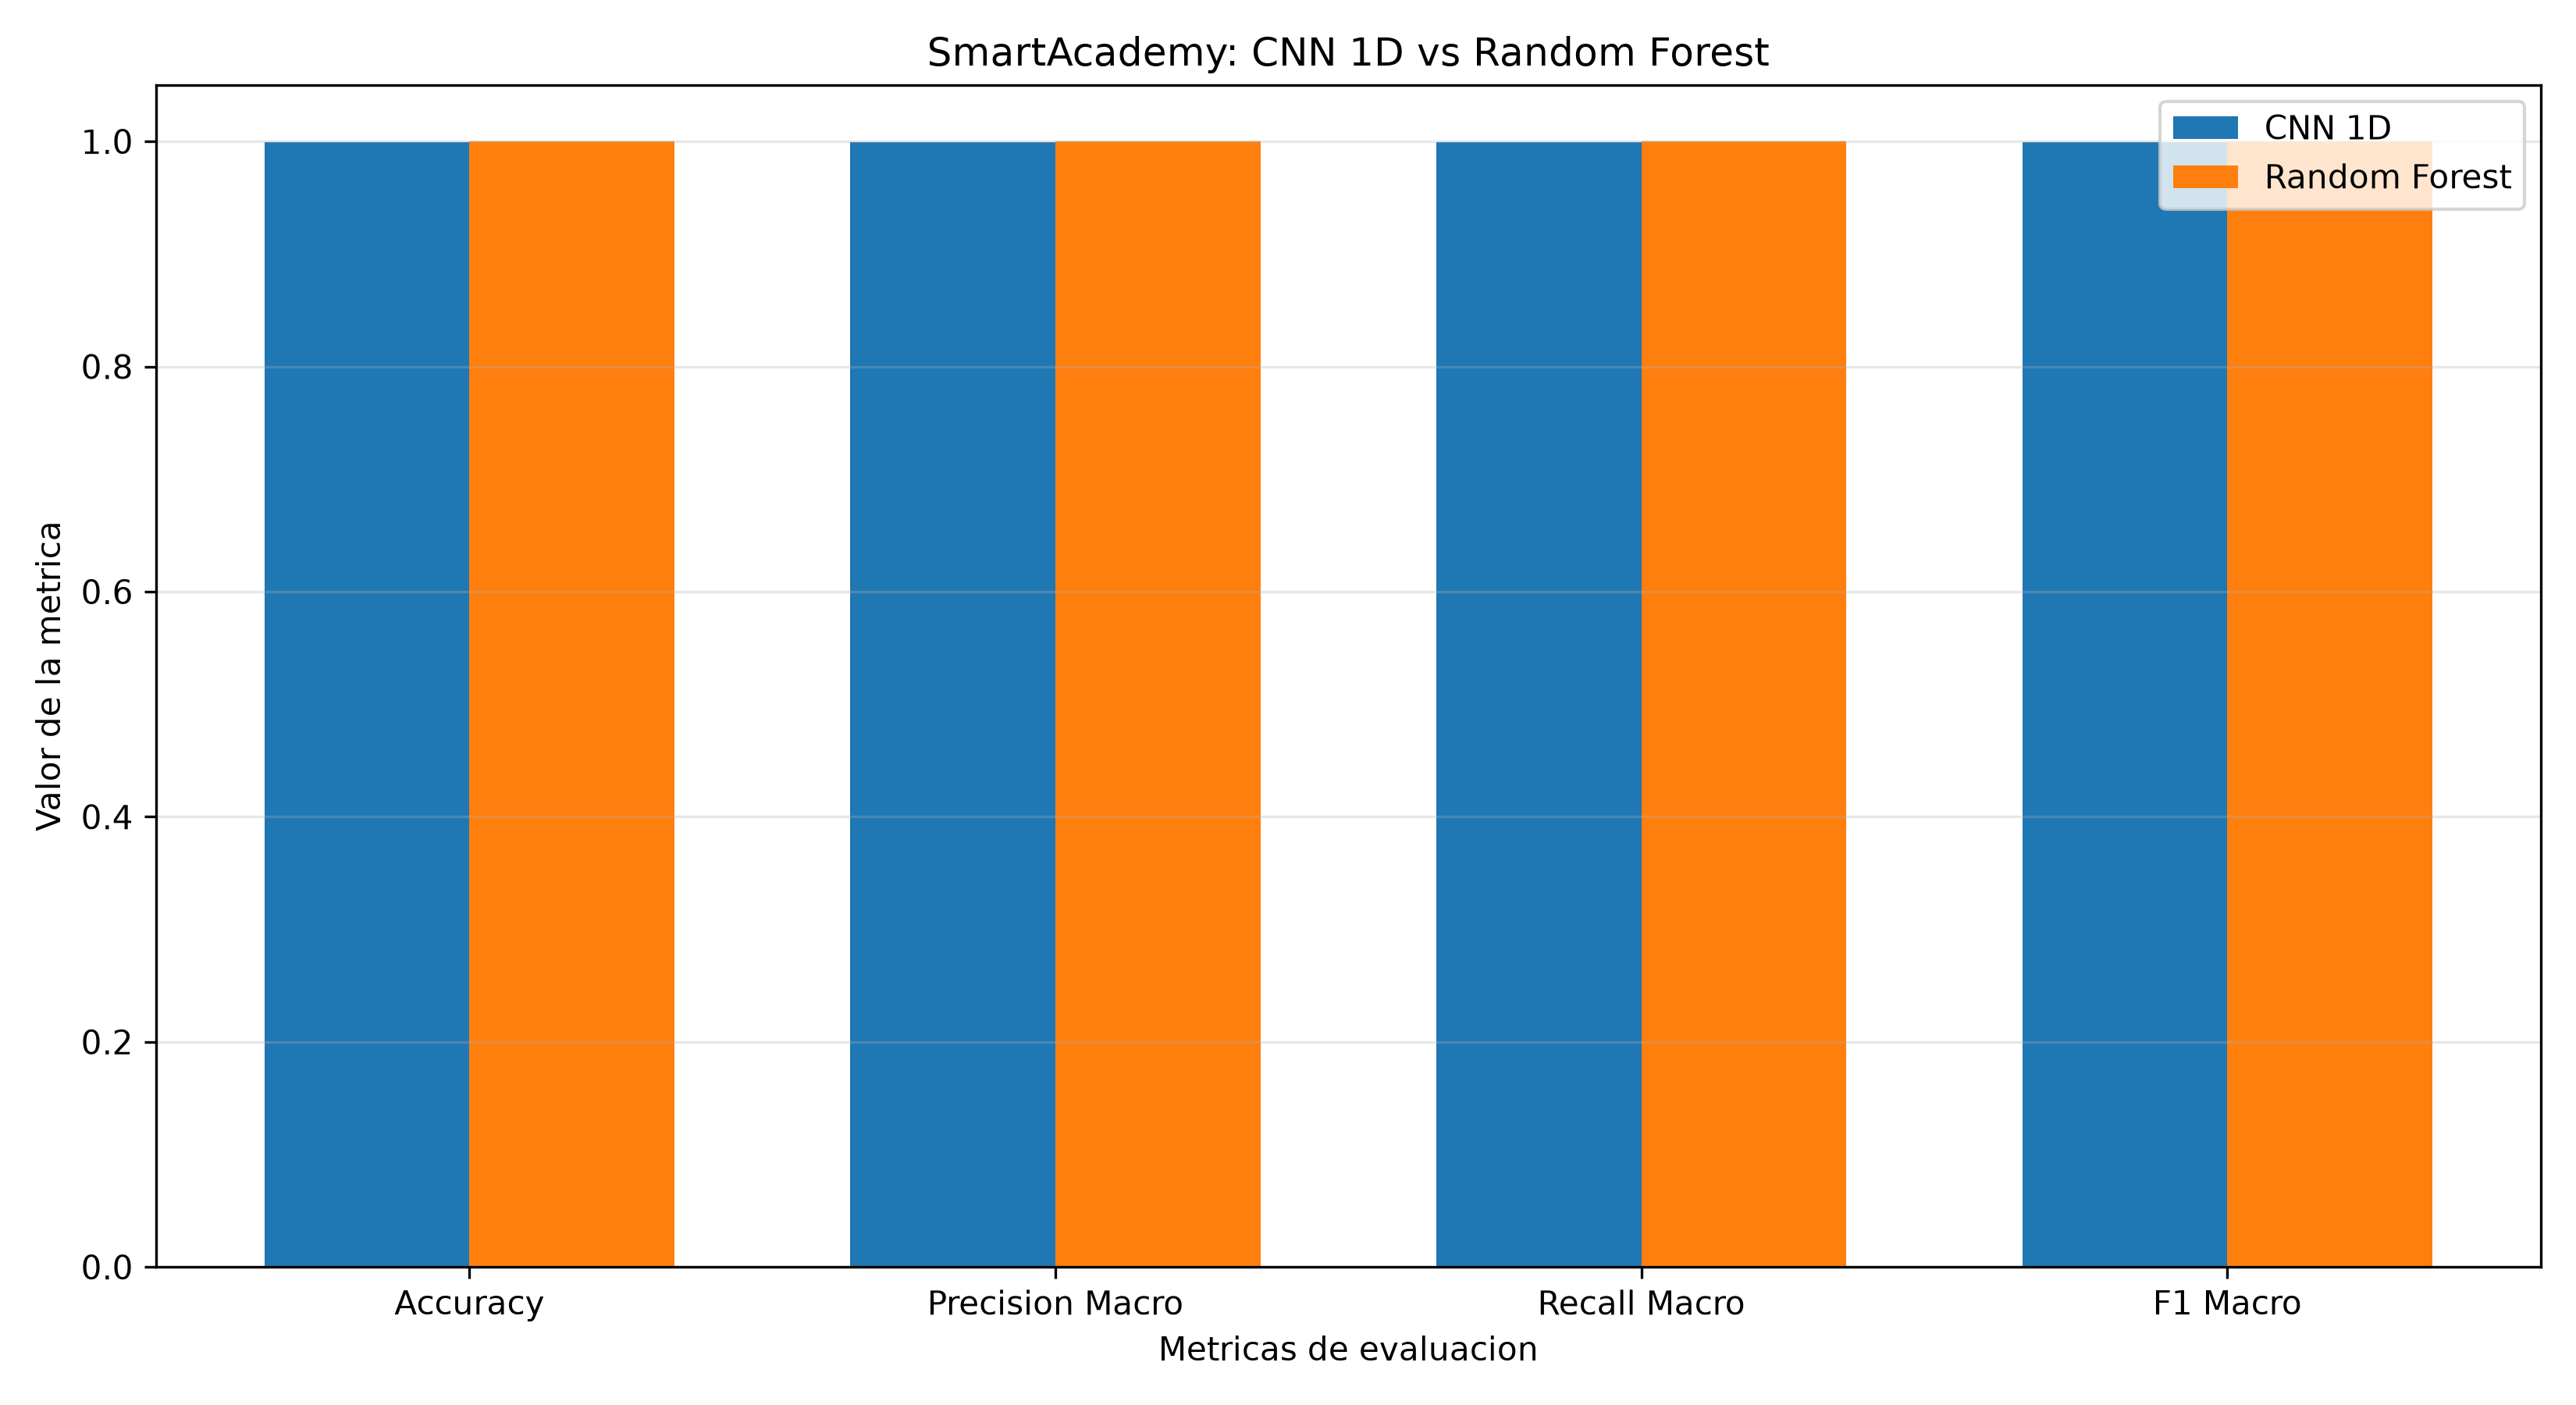 SmartAcademy: CNN 1D vs Random Forest
CNN 1D
Random Forest
Valor de la metrica
1.0
0.8
0.6
0.4
0.2
0.0
Accuracy
Precision Macro
Recall Macro
F1 Macro
Metricas de evaluacion